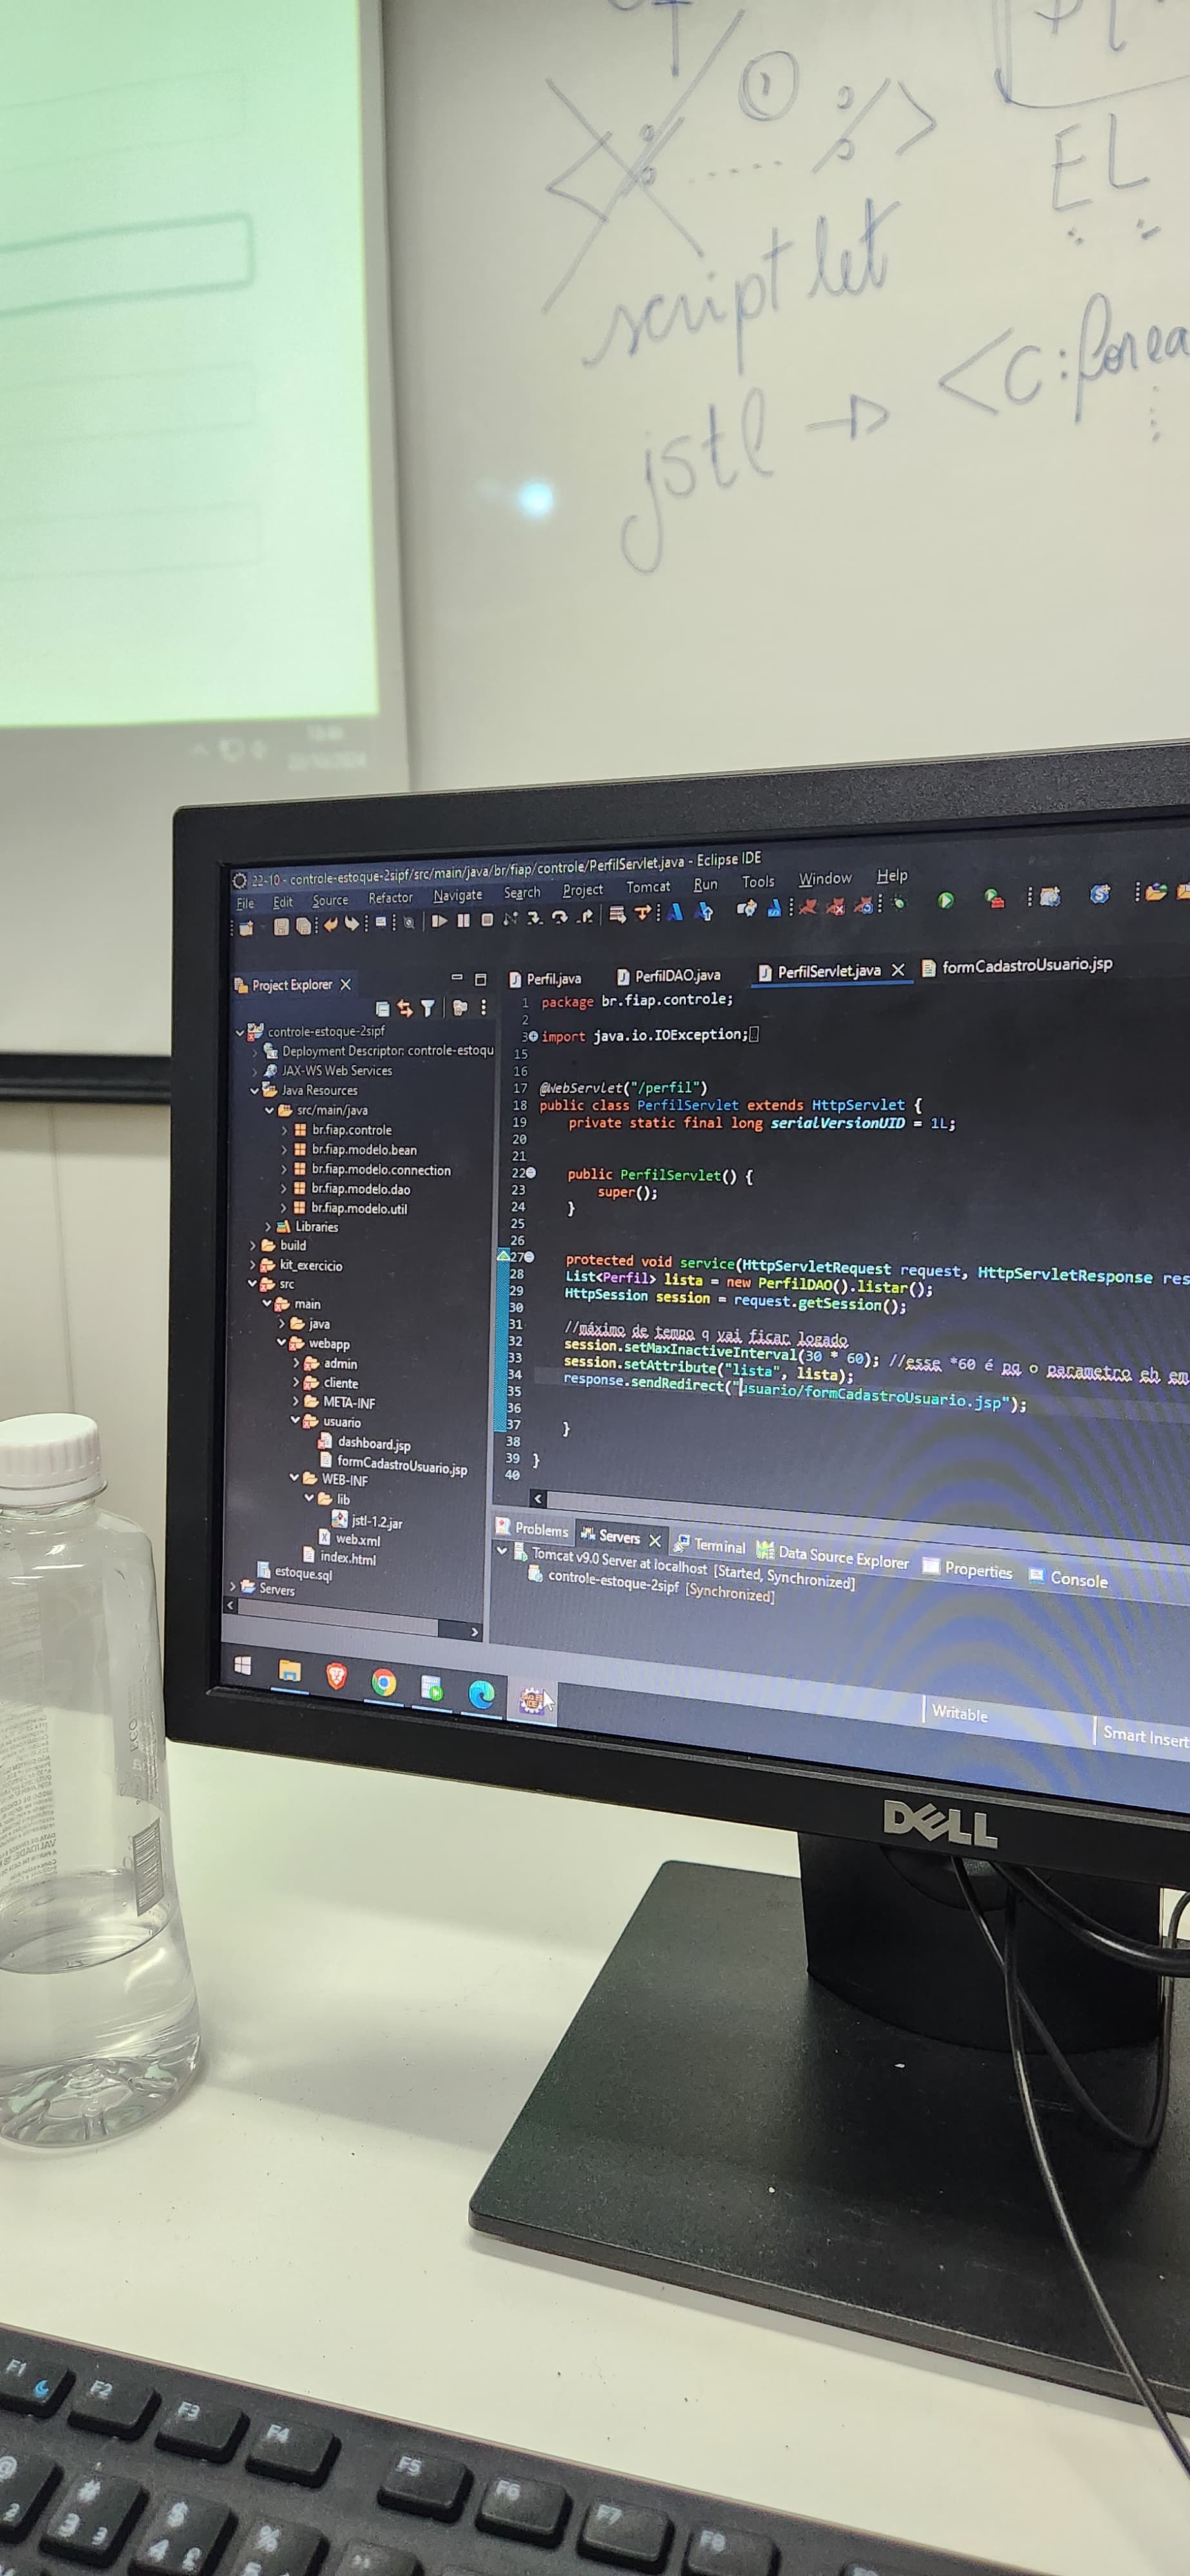 ①
<% ..... %>
EL
scriptlet
jstl → <c:forea
22-10 - controle-estoque-2sipf/src/main/java/br/fiap/controle/PerfilServlet.java - Eclipse IDE
File Edit Source Refactor Navigate Search Project Tomcat Run Tools Window Help
Project Explorer
controle-estoque-2sipf
Deployment Descriptor: controle-estoqu
JAX-WS Web Services
Java Resources
src/main/java
br.fiap.controle
br.fiap.modelo.bean
br.fiap.modelo.connection
br.fiap.modelo.dao
br.fiap.modelo.util
Libraries
build
kit_exercicio
src
main
java
webapp
admin
cliente
META-INF
usuario
dashboard.jsp
formCadastroUsuario.jsp
WEB-INF
lib
jstl-1.2.jar
web.xml
index.html
estoque.sql
Servers
Perfil.java PerfilDAO.java PerfilServlet.java formCadastroUsuario.jsp
1 package br.fiap.controle;
2
3 import java.io.IOException;
15
16
17 @WebServlet("/perfil")
18 public class PerfilServlet extends HttpServlet {
19 private static final long serialVersionUID = 1L;
20
21
22 public PerfilServlet() {
23 super();
24 }
25
26
27 protected void service(HttpServletRequest request, HttpServletResponse res
28 List<Perfil> lista = new PerfilDAO().listar();
29 HttpSession session = request.getSession();
30
31 //máximo de tempo q vai ficar logado
32 session.setMaxInactiveInterval(30 * 60); //esse *60 é pq o parametro eh em
33 session.setAttribute("lista", lista);
34 response.sendRedirect("usuario/formCadastroUsuario.jsp");
35
36
37 }
38
39 }
40
Problems Servers Terminal Data Source Explorer Properties Console
Tomcat v9.0 Server at localhost [Started, Synchronized]
controle-estoque-2sipf [Synchronized]
Writable
Smart Insert
DELL
F1 F2 F3 F4 F5 F6 F7 F8
@ # $ %
2 3 3 4 £ 5